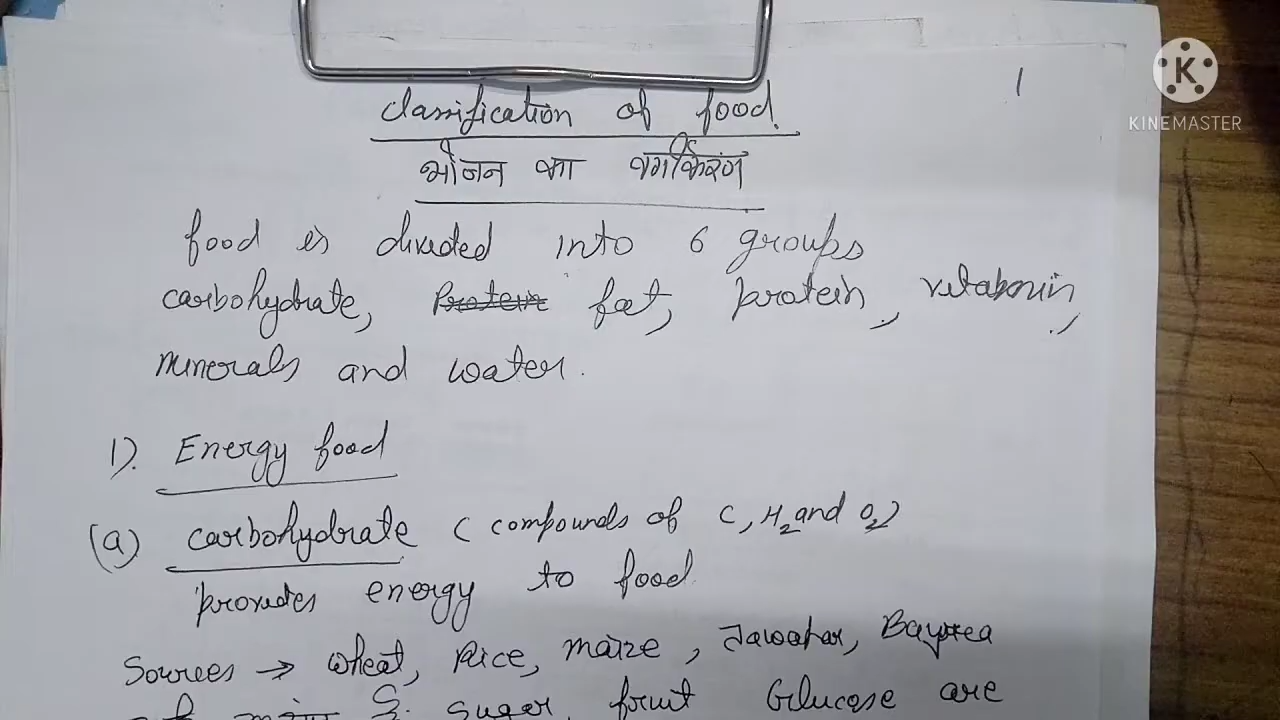 1
KINEMASTER
classification of food.
भोजन का वर्गीकरण
food is divided into 6 groups
carbohydrate, Protein fat, protein, vitamin,
minerals and water.
1). Energy food
(a) carbohydrate (compounds of C, H2 and O2)
provides energy to food
Sources → wheat, Rice, maize, Jawahar,
sugar, fruit Glucose are